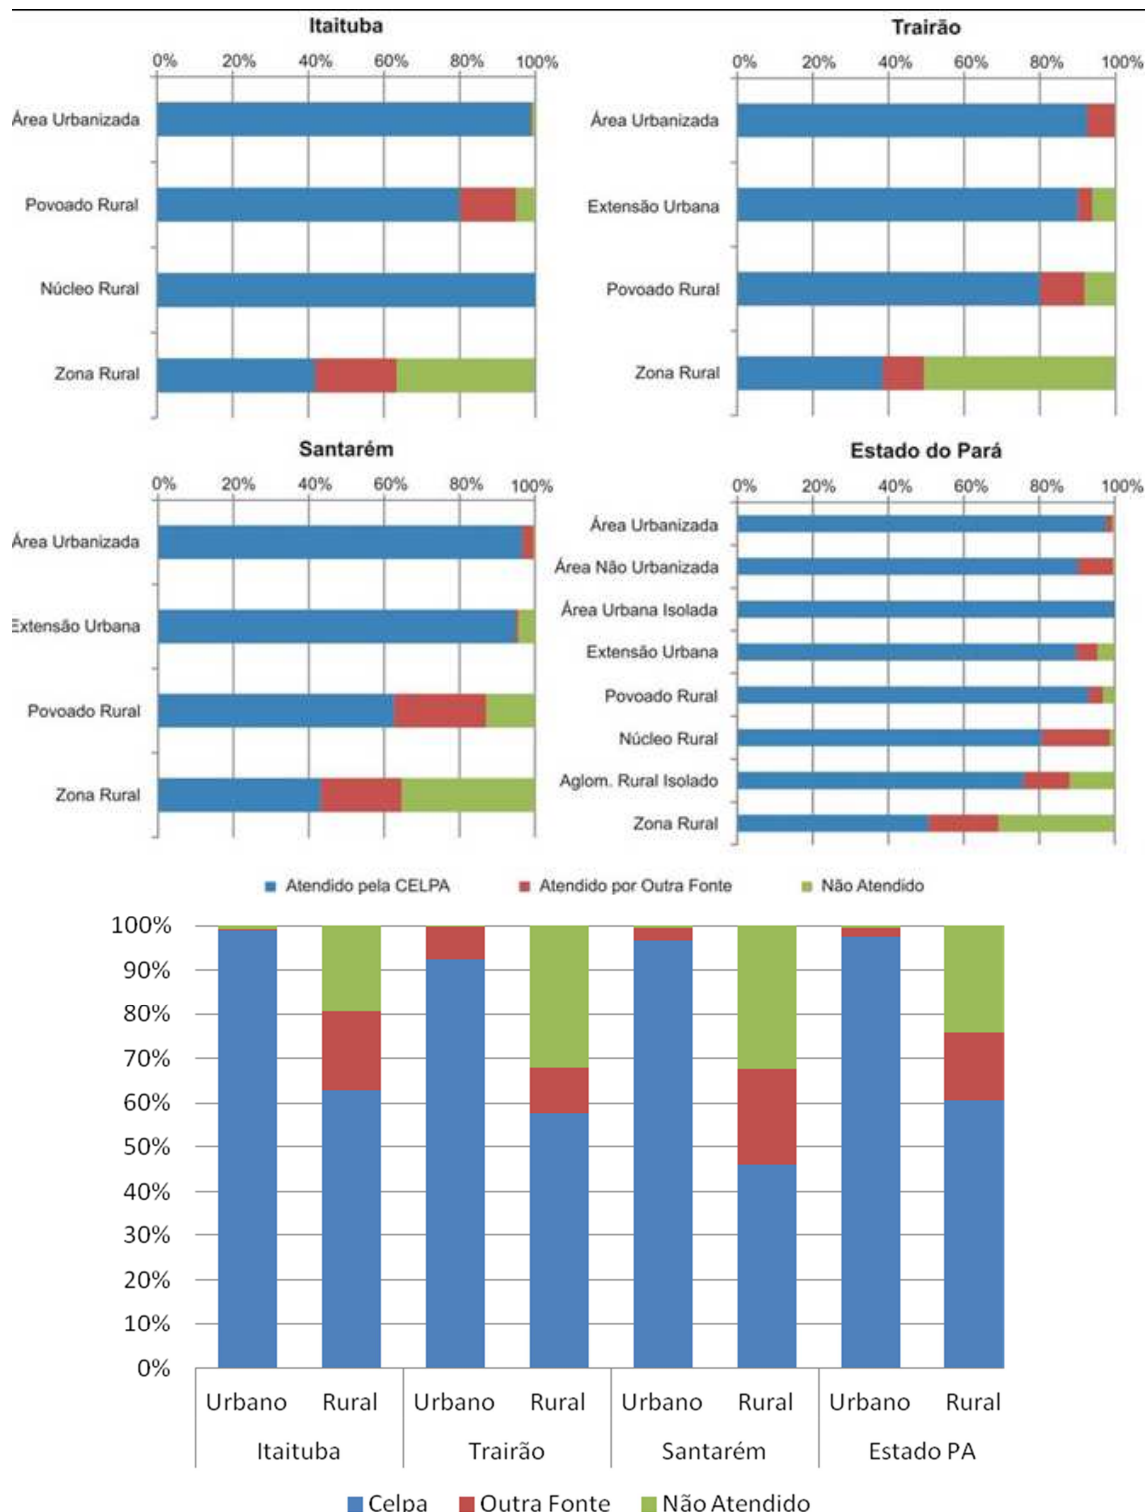 Itaituba
0% 20% 40% 60% 80% 100%
Área Urbanizada
Povoado Rural
Núcleo Rural
Zona Rural
Trairão
0% 20% 40% 60% 80% 100%
Área Urbanizada
Extensão Urbana
Povoado Rural
Zona Rural
Santarém
0% 20% 40% 60% 80% 100%
Área Urbanizada
Extensão Urbana
Povoado Rural
Zona Rural
Estado do Pará
0% 20% 40% 60% 80% 100%
Área Urbanizada
Área Não Urbanizada
Área Urbana Isolada
Extensão Urbana
Povoado Rural
Núcleo Rural
Aglom. Rural Isolado
Zona Rural
Atendido pela CELPA Atendido por Outra Fonte Não Atendido
100%
90%
80%
70%
60%
50%
40%
30%
20%
10%
0%
Urbano Rural Urbano Rural Urbano Rural Urbano Rural
Itaituba Trairão Santarém Estado PA
Celpa Outra Fonte Não Atendido